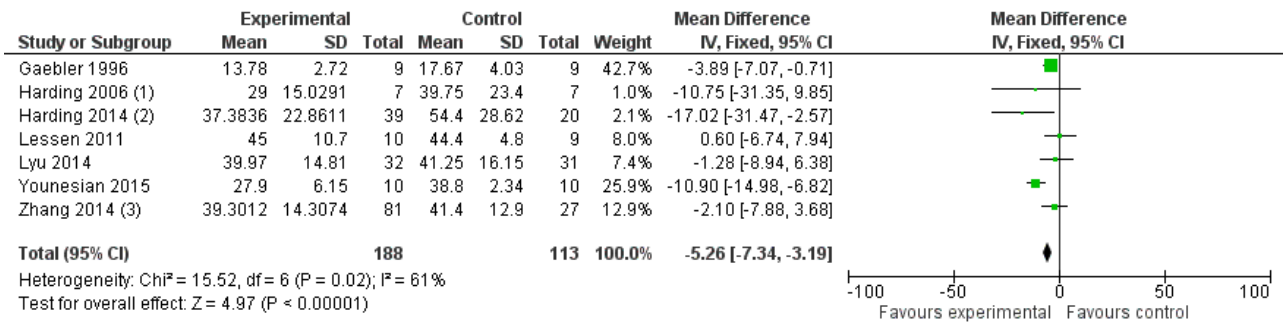 Experimental Control Mean Difference Mean Difference
Study or Subgroup Mean SD Total Mean SD Total Weight IV, Fixed, 95% CI IV, Fixed, 95% CI
Gaebler 1996 13.78 2.72 9 17.67 4.03 9 42.7% -3.89 [-7.07, -0.71]
Harding 2006 (1) 29 15.0291 7 39.75 23.4 7 1.0% -10.75 [-31.35, 9.85]
Harding 2014 (2) 37.3836 22.8611 39 54.4 28.62 20 2.1% -17.02 [-31.47, -2.57]
Lessen 2011 45 10.7 10 44.4 4.8 9 8.0% 0.60 [-6.74, 7.94]
Lyu 2014 39.97 14.81 32 41.25 16.15 31 7.4% -1.28 [-8.94, 6.38]
Younesian 2015 27.9 6.15 10 38.8 2.34 10 25.9% -10.90 [-14.98, -6.82]
Zhang 2014 (3) 39.3012 14.3074 81 41.4 12.9 27 12.9% -2.10 [-7.88, 3.68]
Total (95% CI) 188 113 100.0% -5.26 [-7.34, -3.19]
Heterogeneity: Chi² = 15.52, df = 6 (P = 0.02); I² = 61%
Test for overall effect: Z = 4.97 (P < 0.00001)
-100 -50 0 50 100
Favours experimental Favours control